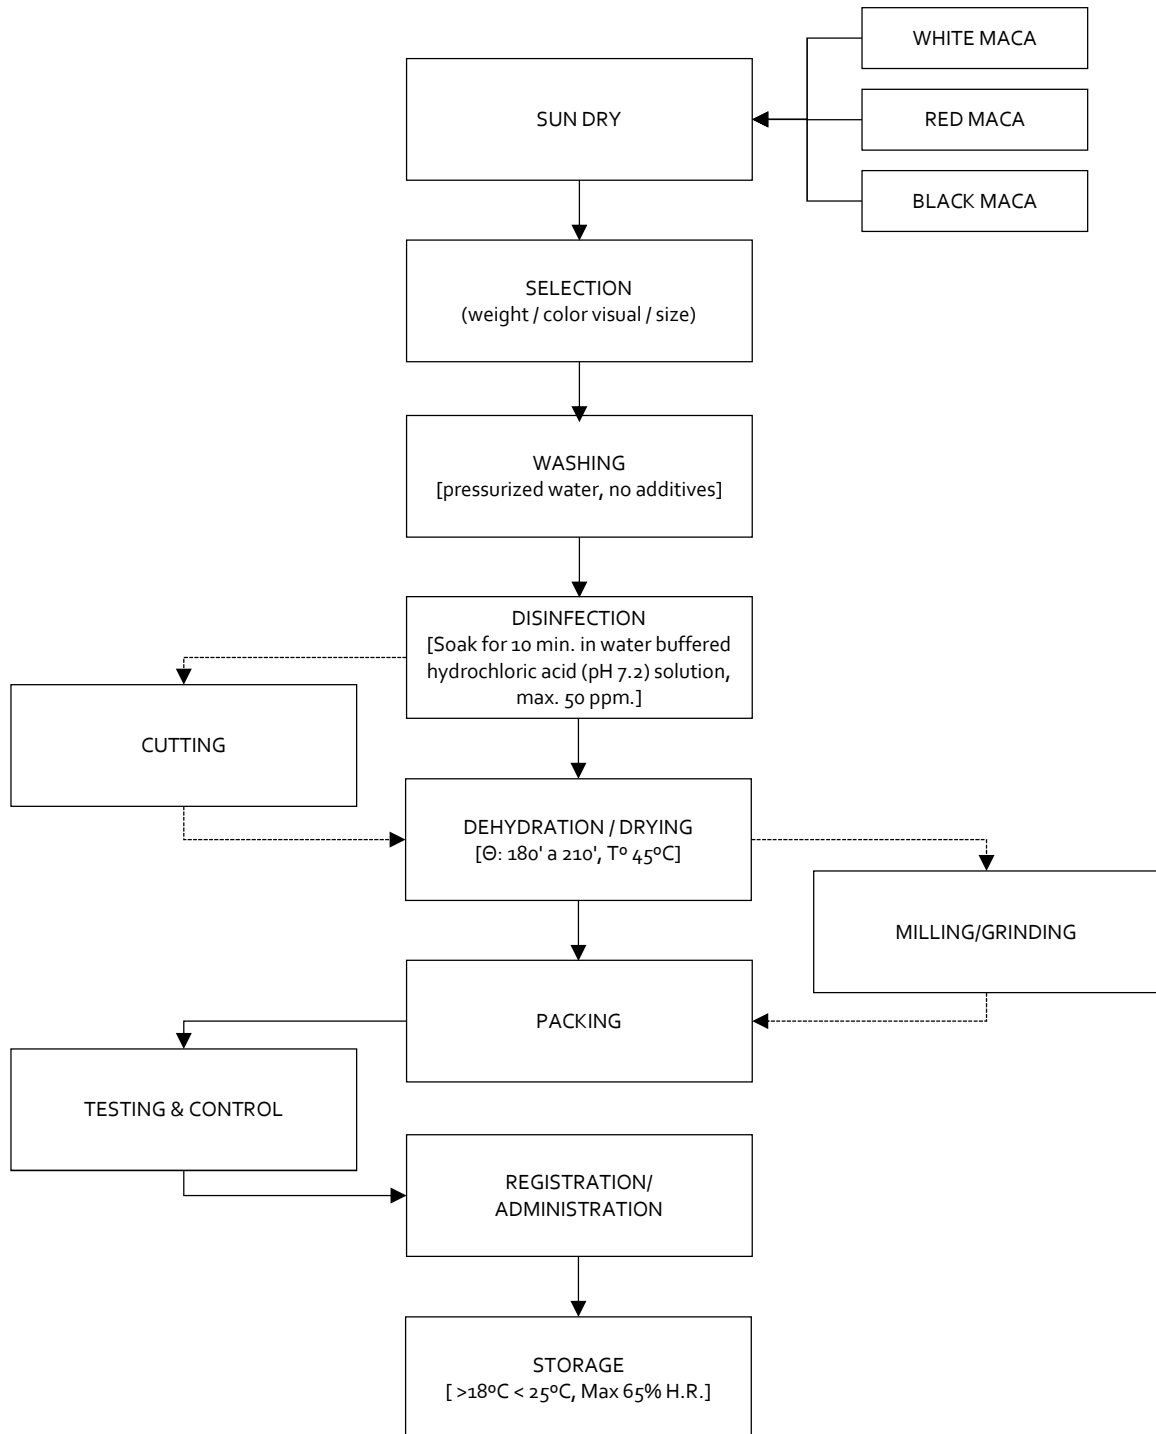 WHITE MACA
SUN DRY
RED MACA
BLACK MACA
SELECTION
(weight / color visual / size)
WASHING
[pressurized water, no additives]
DISINFECTION
[Soak for 10 min. in water buffered
hydrochloric acid (pH 7.2) solution,
max. 50 ppm.]
CUTTING
DEHYDRATION / DRYING
[Θ: 180' a 210', Tº 45ºC]
MILLING/GRINDING
PACKING
TESTING & CONTROL
REGISTRATION/
ADMINISTRATION
STORAGE
[ >18ºC < 25ºC, Max 65% H.R.]